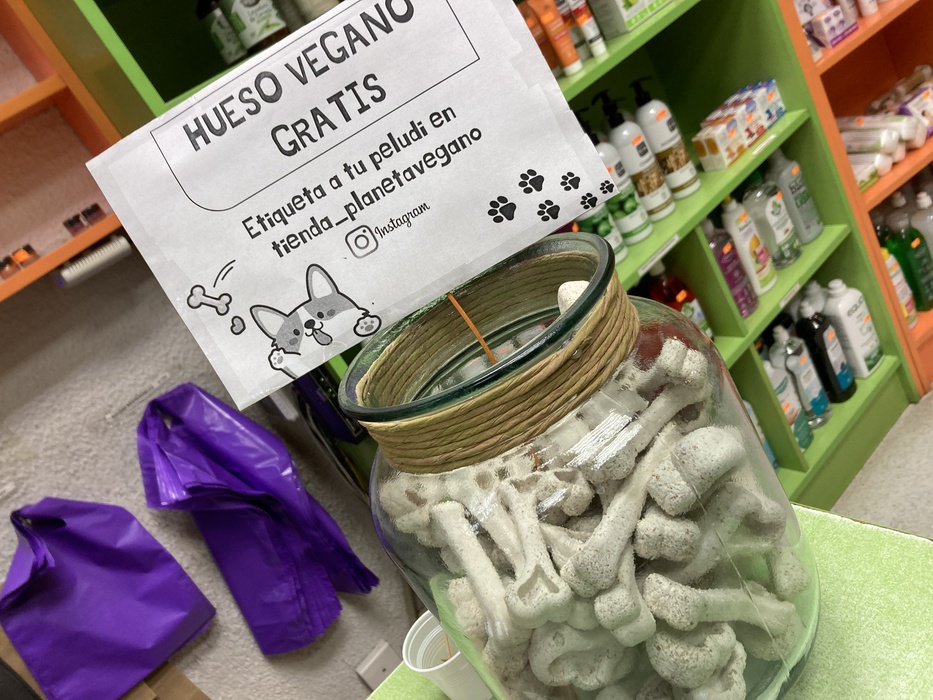 HUESO VEGANO
GRATIS
Etiqueta a tu peludi en
tienda_planetavegano
Instagram